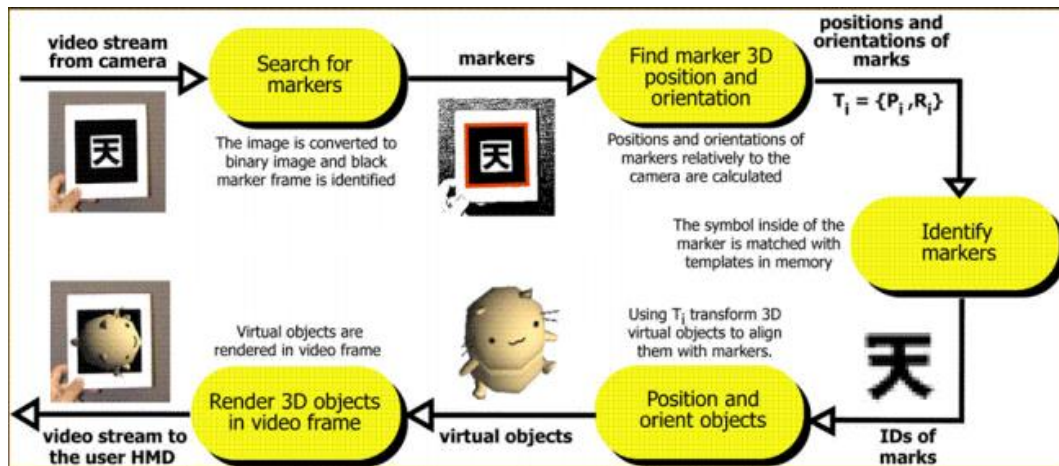 video stream
from camera
Search for
markers
The image is converted to
binary image and black
marker frame is identified
天
markers
天
Find marker 3D
position and
orientation
Positions and orientations of
markers relatively to the
camera are calculated
positions and
orientations of
marks
Ti = {Pi ,Ri}
The symbol inside of the
marker is matched with
templates in memory
Identify
markers
天
IDs of
marks
Using Ti transform 3D
virtual objects to align
them with markers.
Position and
orient objects
virtual objects
Virtual objects are
rendered in video frame
Render 3D objects
in video frame
video stream to
the user HMD